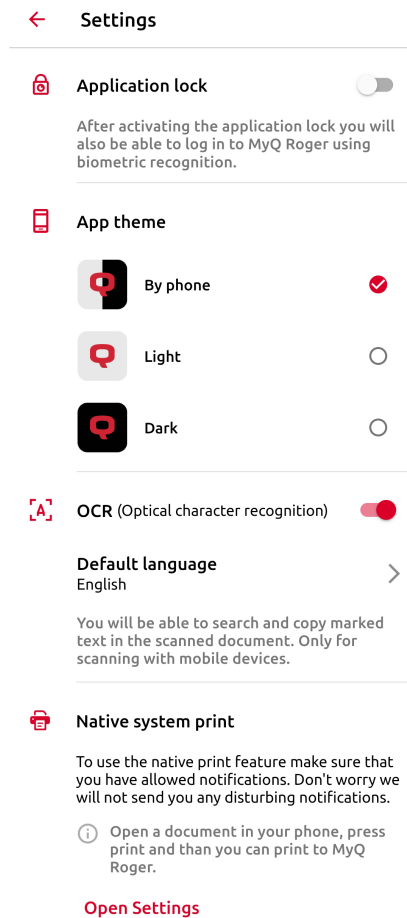 Settings
Application lock
After activating the application lock you will
also be able to log in to MyQ Roger using
biometric recognition.
App theme
By phone
Light
Dark
OCR (Optical character recognition)
Default language
English
You will be able to search and copy marked
text in the scanned document. Only for
scanning with mobile devices.
Native system print
To use the native print feature make sure that
you have allowed notifications. Don't worry we
will not send you any disturbing notifications.
Open a document in your phone, press
print and than you can print to MyQ
Roger.
Open Settings